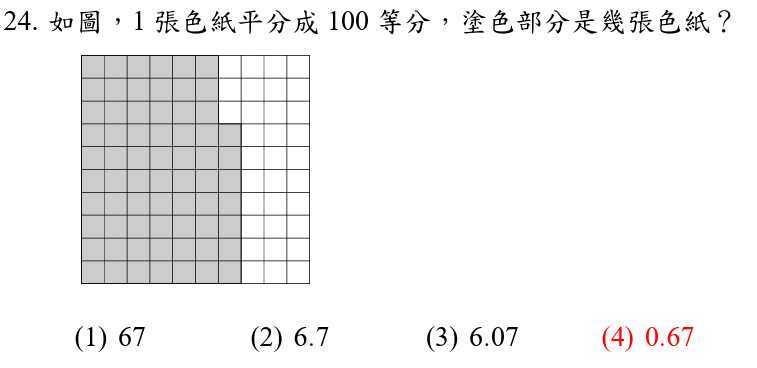 24. 如圖，1 張色紙平分成 100 等分，塗色部分是幾張色紙？
(1) 67 (2) 6.7 (3) 6.07 (4) 0.67